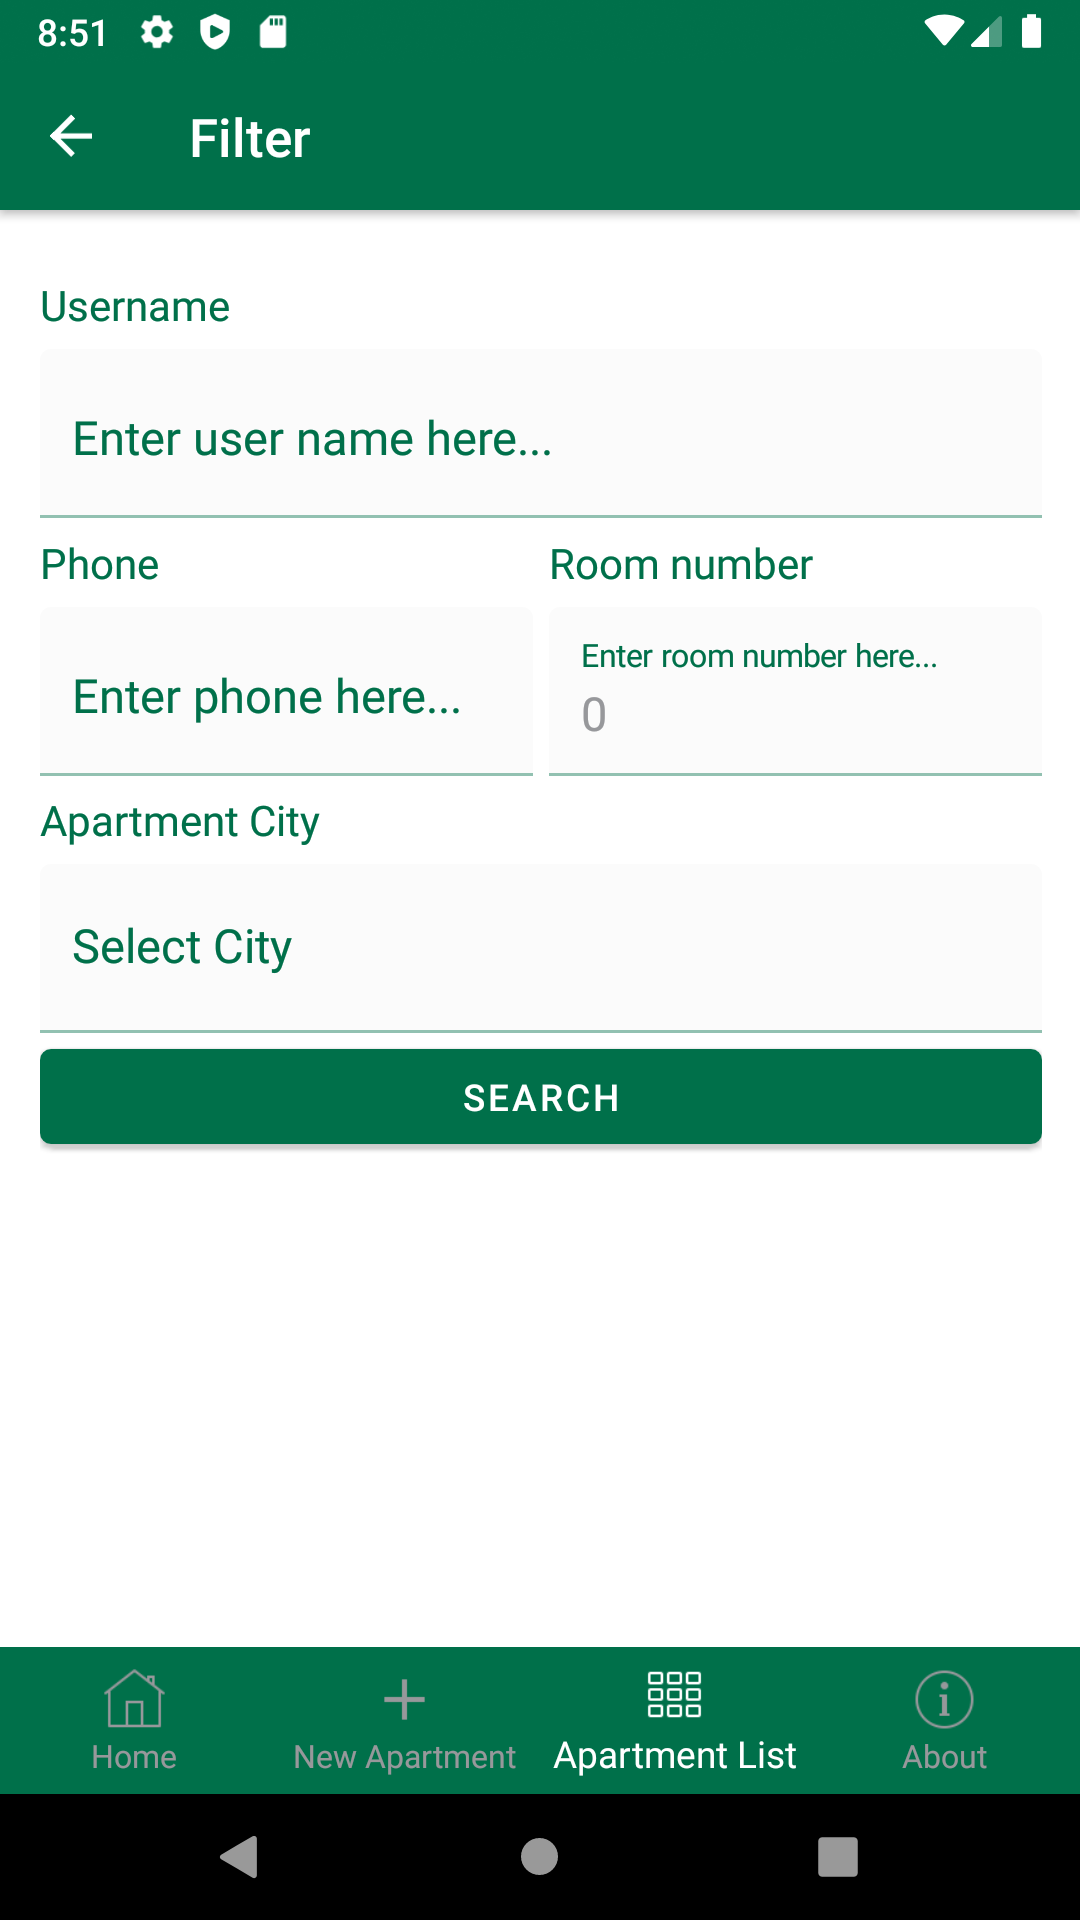 8:51
Filter
Username
Enter user name here...
Phone
Room number
Enter phone here...
Enter room number here...
0
Apartment City
Select City
SEARCH
Home
New Apartment
Apartment List
About